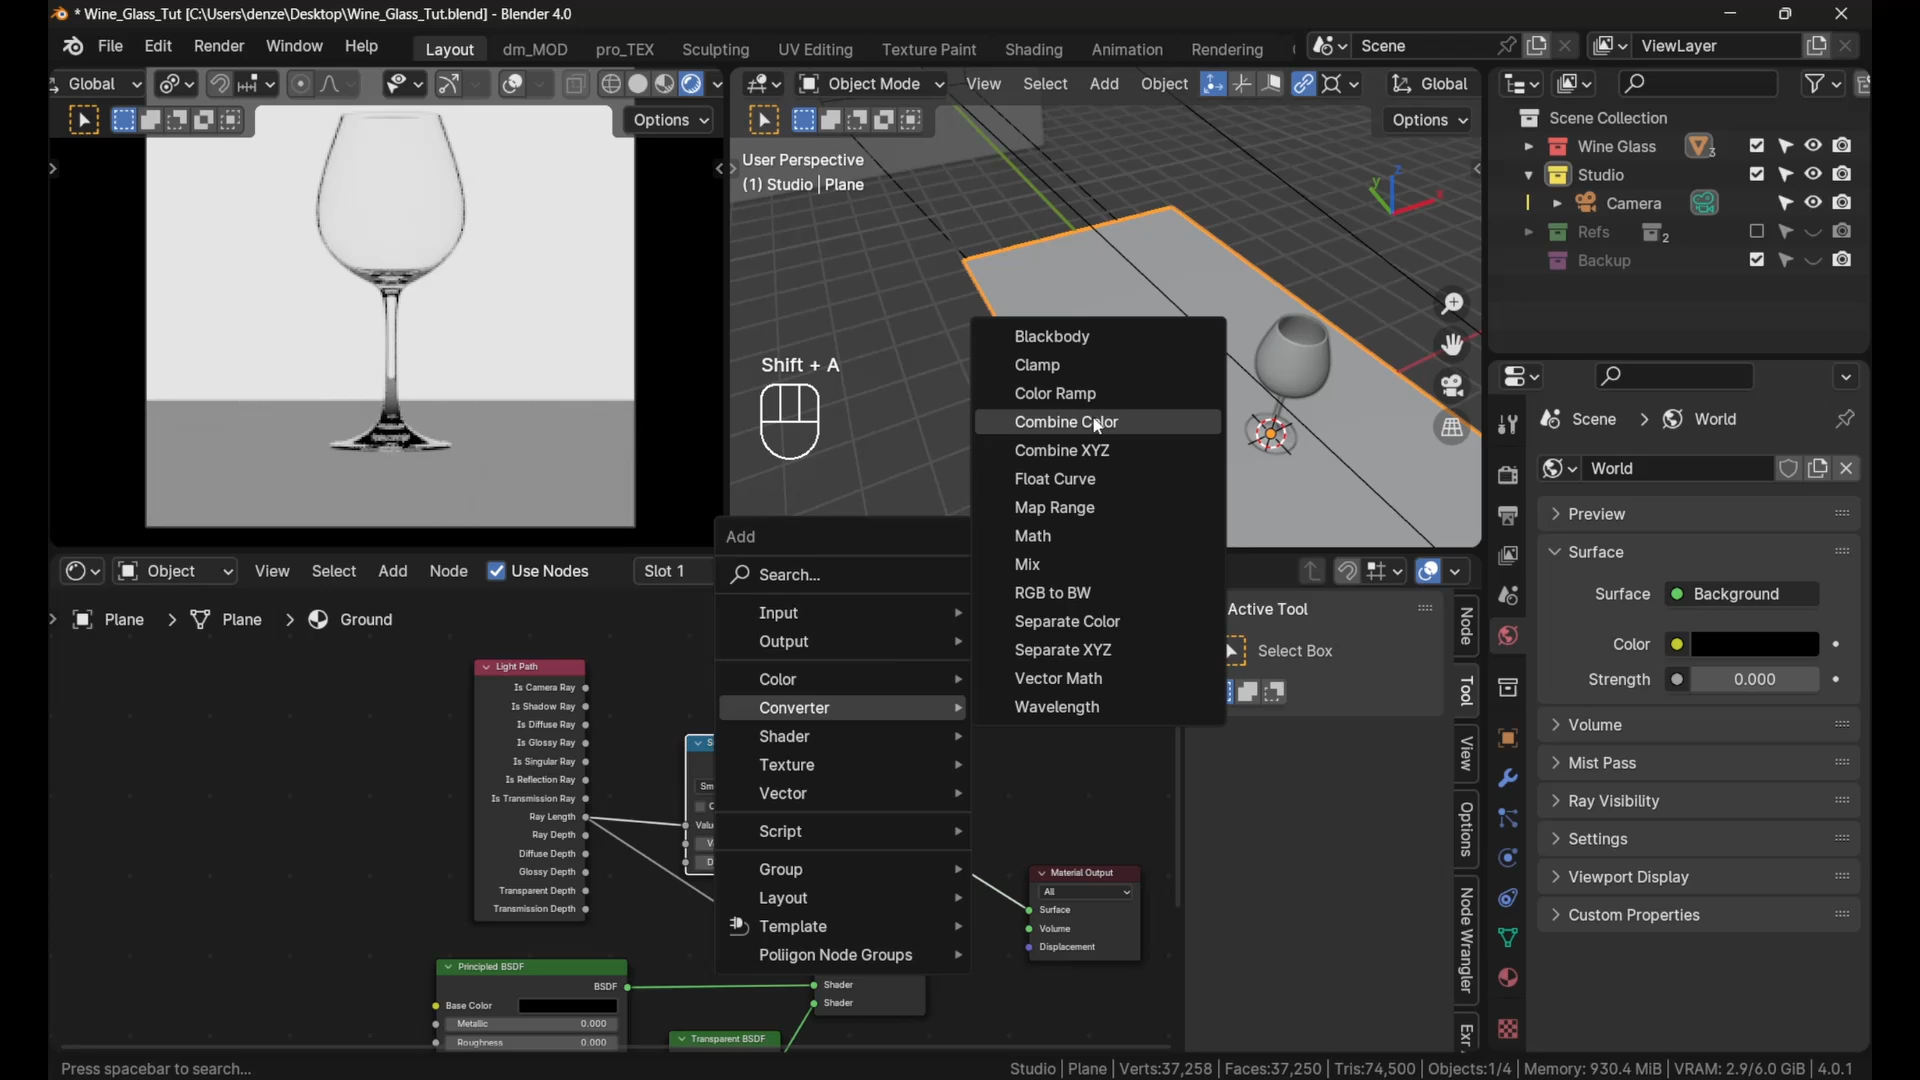 * Wine_Glass_Tut [C:\Users\denze\Desktop\Wine_Glass_Tut.blend] - Blender 4.0
File Edit Render Window Help
Layout dm_MOD pro_TEX Sculpting UV Editing Texture Paint Shading Animation Rendering
Scene ViewLayer
Global
Options
Object Mode View Select Add Object Global
Options
User Perspective
(1) Studio | Plane
Shift + A
Z
Y
X
Scene Collection
Wine Glass 3
Studio
Camera
Refs 2
Backup
Blackbody
Clamp
Color Ramp
Combine Color
Combine XYZ
Float Curve
Map Range
Math
Mix
RGB to BW
Separate Color
Separate XYZ
Vector Math
Wavelength
Add
Search...
Input
Output
Color
Converter
Shader
Texture
Vector
Script
Group
Layout
Template
Poliigon Node Groups
Object View Select Add Node Use Nodes Slot 1
Plane Plane Ground
Light Path
Is Camera Ray
Is Shadow Ray
Is Diffuse Ray
Is Glossy Ray
Is Singular Ray
Is Reflection Ray
Is Transmission Ray
Ray Length
Ray Depth
Diffuse Depth
Glossy Depth
Transparent Depth
Transmission Depth
S
Sm
C
Valu
V
D
Principled BSDF
BSDF
Base Color
Metallic 0.000
Roughness 0.000
Transparent BSDF
Shader
Shader
Material Output
All
Surface
Volume
Displacement
Active Tool
Select Box
Node
Tool
View
Options
Node Wrangler
Scene World
World
Preview
Surface
Surface Background
Color
Strength 0.000
Volume
Mist Pass
Ray Visibility
Settings
Viewport Display
Custom Properties
Press spacebar to search...
Studio | Plane | Verts:37,258 | Faces:37,250 | Tris:74,500 | Objects:1/4 | Memory: 930.4 MiB | VRAM: 2.9/6.0 GiB | 4.0.1